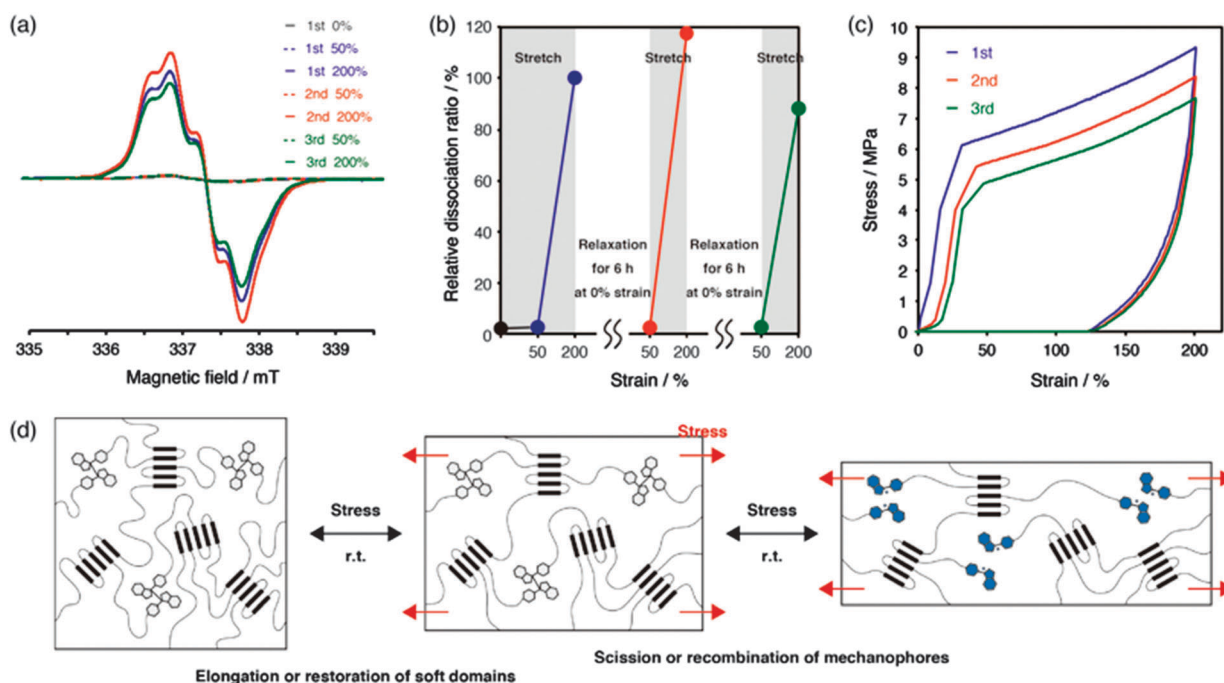 (a)
1st 0%
1st 50%
1st 200%
2nd 50%
2nd 200%
3rd 50%
3rd 200%
335 336 337 338 339
Magnetic field / mT
(b)
Relative dissociation ratio / %
120
100
80
60
40
20
0
Stretch Stretch Stretch
Relaxation
for 6 h
at 0% strain
Relaxation
for 6 h
at 0% strain
50 200 50 200 50 200
Strain / %
(c)
Stress / MPa
10
9
8
7
6
5
4
3
2
1
0
1st
2nd
3rd
0 50 100 150 200
Strain / %
(d)
Stress
Stress
r.t.
Stress
r.t.
Elongation or restoration of soft domains
Scission or recombination of mechanophores